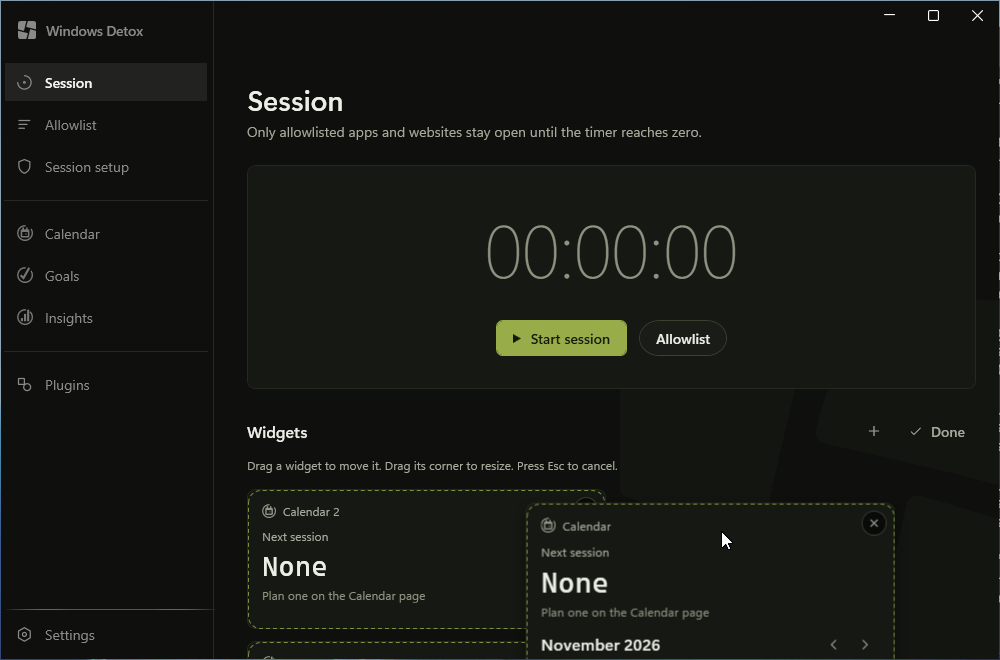 Windows Detox
Session
Allowlist
Session setup
Calendar
Goals
Insights
Plugins
Settings
Session
Only allowlisted apps and websites stay open until the timer reaches zero.
00:00:00
Start session
Allowlist
Widgets
Done
Drag a widget to move it. Drag its corner to resize. Press Esc to cancel.
Calendar 2
Next session
None
Plan one on the Calendar page
Calendar
Next session
None
Plan one on the Calendar page
November 2026